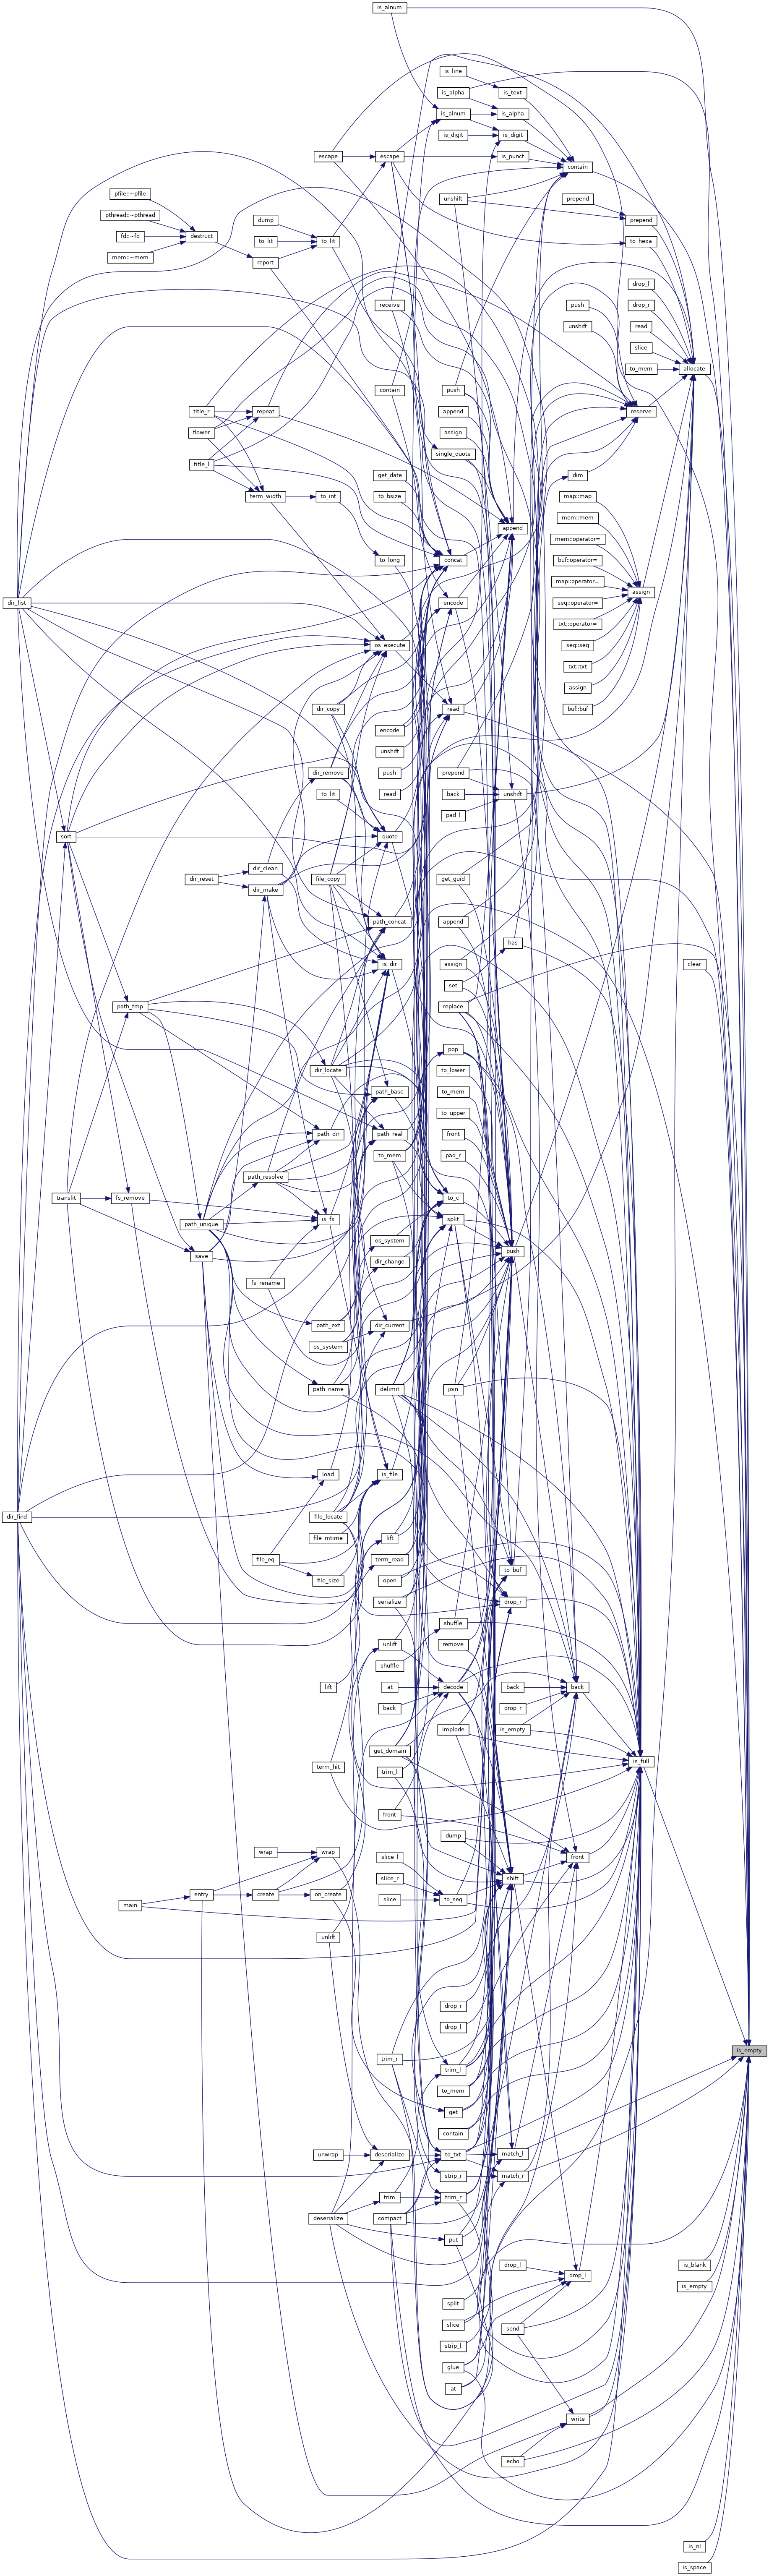 is_alnum
is_line
is_alpha
is_text
is_alnum
is_alpha
is_digit
is_digit
escape
escape
is_punct
contain
pfile::~pfile
unshift
prepend
pthread::~pthread
dump
prepend
fd::~fd
destruct
to_lit
to_lit
to_hexa
mem::~mem
report
drop_l
receive
push
drop_r
unshift
read
slice
to_mem
allocate
contain
push
title_r
repeat
append
reserve
flower
assign
single_quote
title_l
get_date
dim
term_width
to_int
to_bsize
map::map
mem::mem
append
mem::operator=
to_long
concat
buf::operator=
map::operator=
assign
dir_list
encode
seq::operator=
txt::operator=
os_execute
seq::seq
txt::txt
dir_copy
read
assign
buf::buf
encode
unshift
dir_remove
push
prepend
to_lit
read
back
unshift
pad_l
sort
quote
dir_clean
dir_reset
file_copy
get_guid
dir_make
path_concat
append
has
is_dir
assign
clear
set
path_tmp
replace
pop
dir_locate
to_lower
path_base
to_mem
to_upper
path_dir
path_real
front
to_mem
pad_r
path_resolve
translit
fs_remove
to_c
path_unique
is_fs
split
os_system
push
save
dir_change
fs_rename
path_ext
dir_current
os_system
path_name
delimit
join
load
is_file
dir_find
file_locate
file_mtime
lift
file_eq
term_read
to_buf
file_size
open
serialize
drop_r
shuffle
unlift
remove
shuffle
lift
at
decode
back
back
back
drop_r
implode
is_empty
get_domain
is_full
term_hit
trim_l
front
dump
wrap
wrap
slice_l
front
slice_r
shift
entry
create
on_create
slice
to_seq
main
unlift
drop_r
drop_l
is_empty
trim_r
trim_l
to_mem
get
contain
unwrap
deserialize
to_txt
match_l
is_blank
strip_r
match_r
is_empty
trim
trim_r
deserialize
compact
put
drop_l
drop_l
split
slice
send
strip_l
glue
at
write
echo
is_nl
is_space